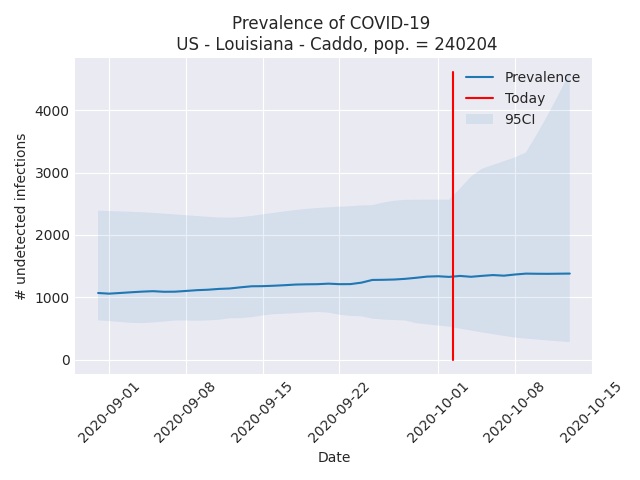 Prevalence of COVID-19
US - Louisiana - Caddo, pop. = 240204
Prevalence
Today
95CI
# undetected infections
4000
3000
2000
1000
0
2020-09-01
2020-09-08
2020-09-15
2020-09-22
2020-10-01
2020-10-08
2020-10-15
Date